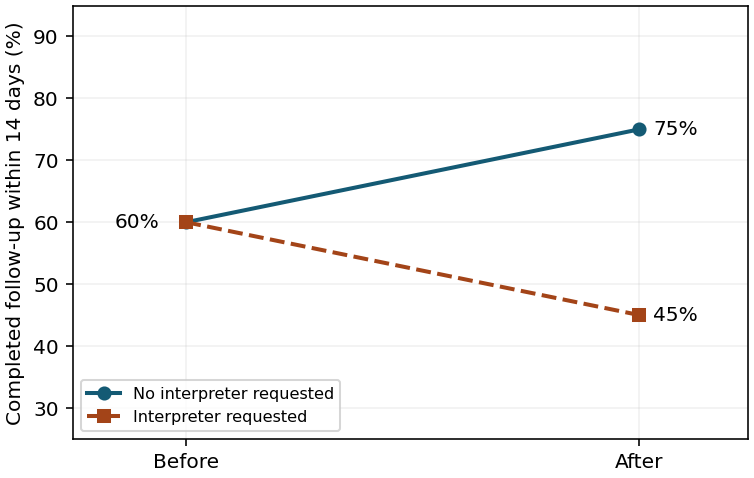 Completed follow-up within 14 days (%)
90
80
70
60
50
40
30
60%
75%
45%
No interpreter requested
Interpreter requested
Before
After